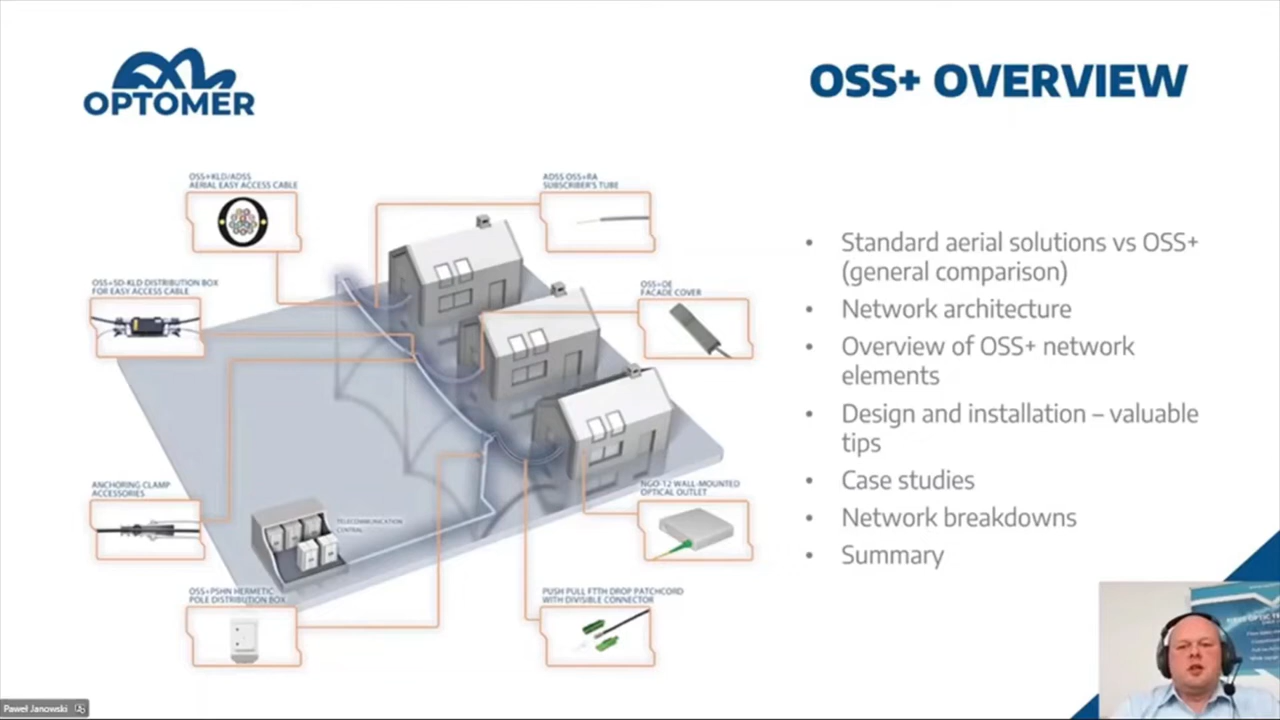 OPTOMER
OSS+ OVERVIEW
OSS+KLD/ADSS
AERIAL EASY ACCESS CABLE
ADSS OSS+RA
SUBSCRIBER'S TUBE
OSS+SD-KLD DISTRIBUTION BOX
FOR EASY ACCESS CABLE
OSS+OE
FACADE COVER
ANCHORING CLAMP
ACCESSORIES
TELECOMMUNICATION
CENTRAL
NGO-12 WALL-MOUNTED
OPTICAL OUTLET
OSS+PSHN HERMETIC
POLE DISTRIBUTION BOX
PUSH PULL FTTH DROP PATCHCORD
WITH DIVISIBLE CONNECTOR
• Standard aerial solutions vs OSS+
(general comparison)
• Network architecture
• Overview of OSS+ network
elements
• Design and installation – valuable
tips
• Case studies
• Network breakdowns
• Summary
Paweł Janowski